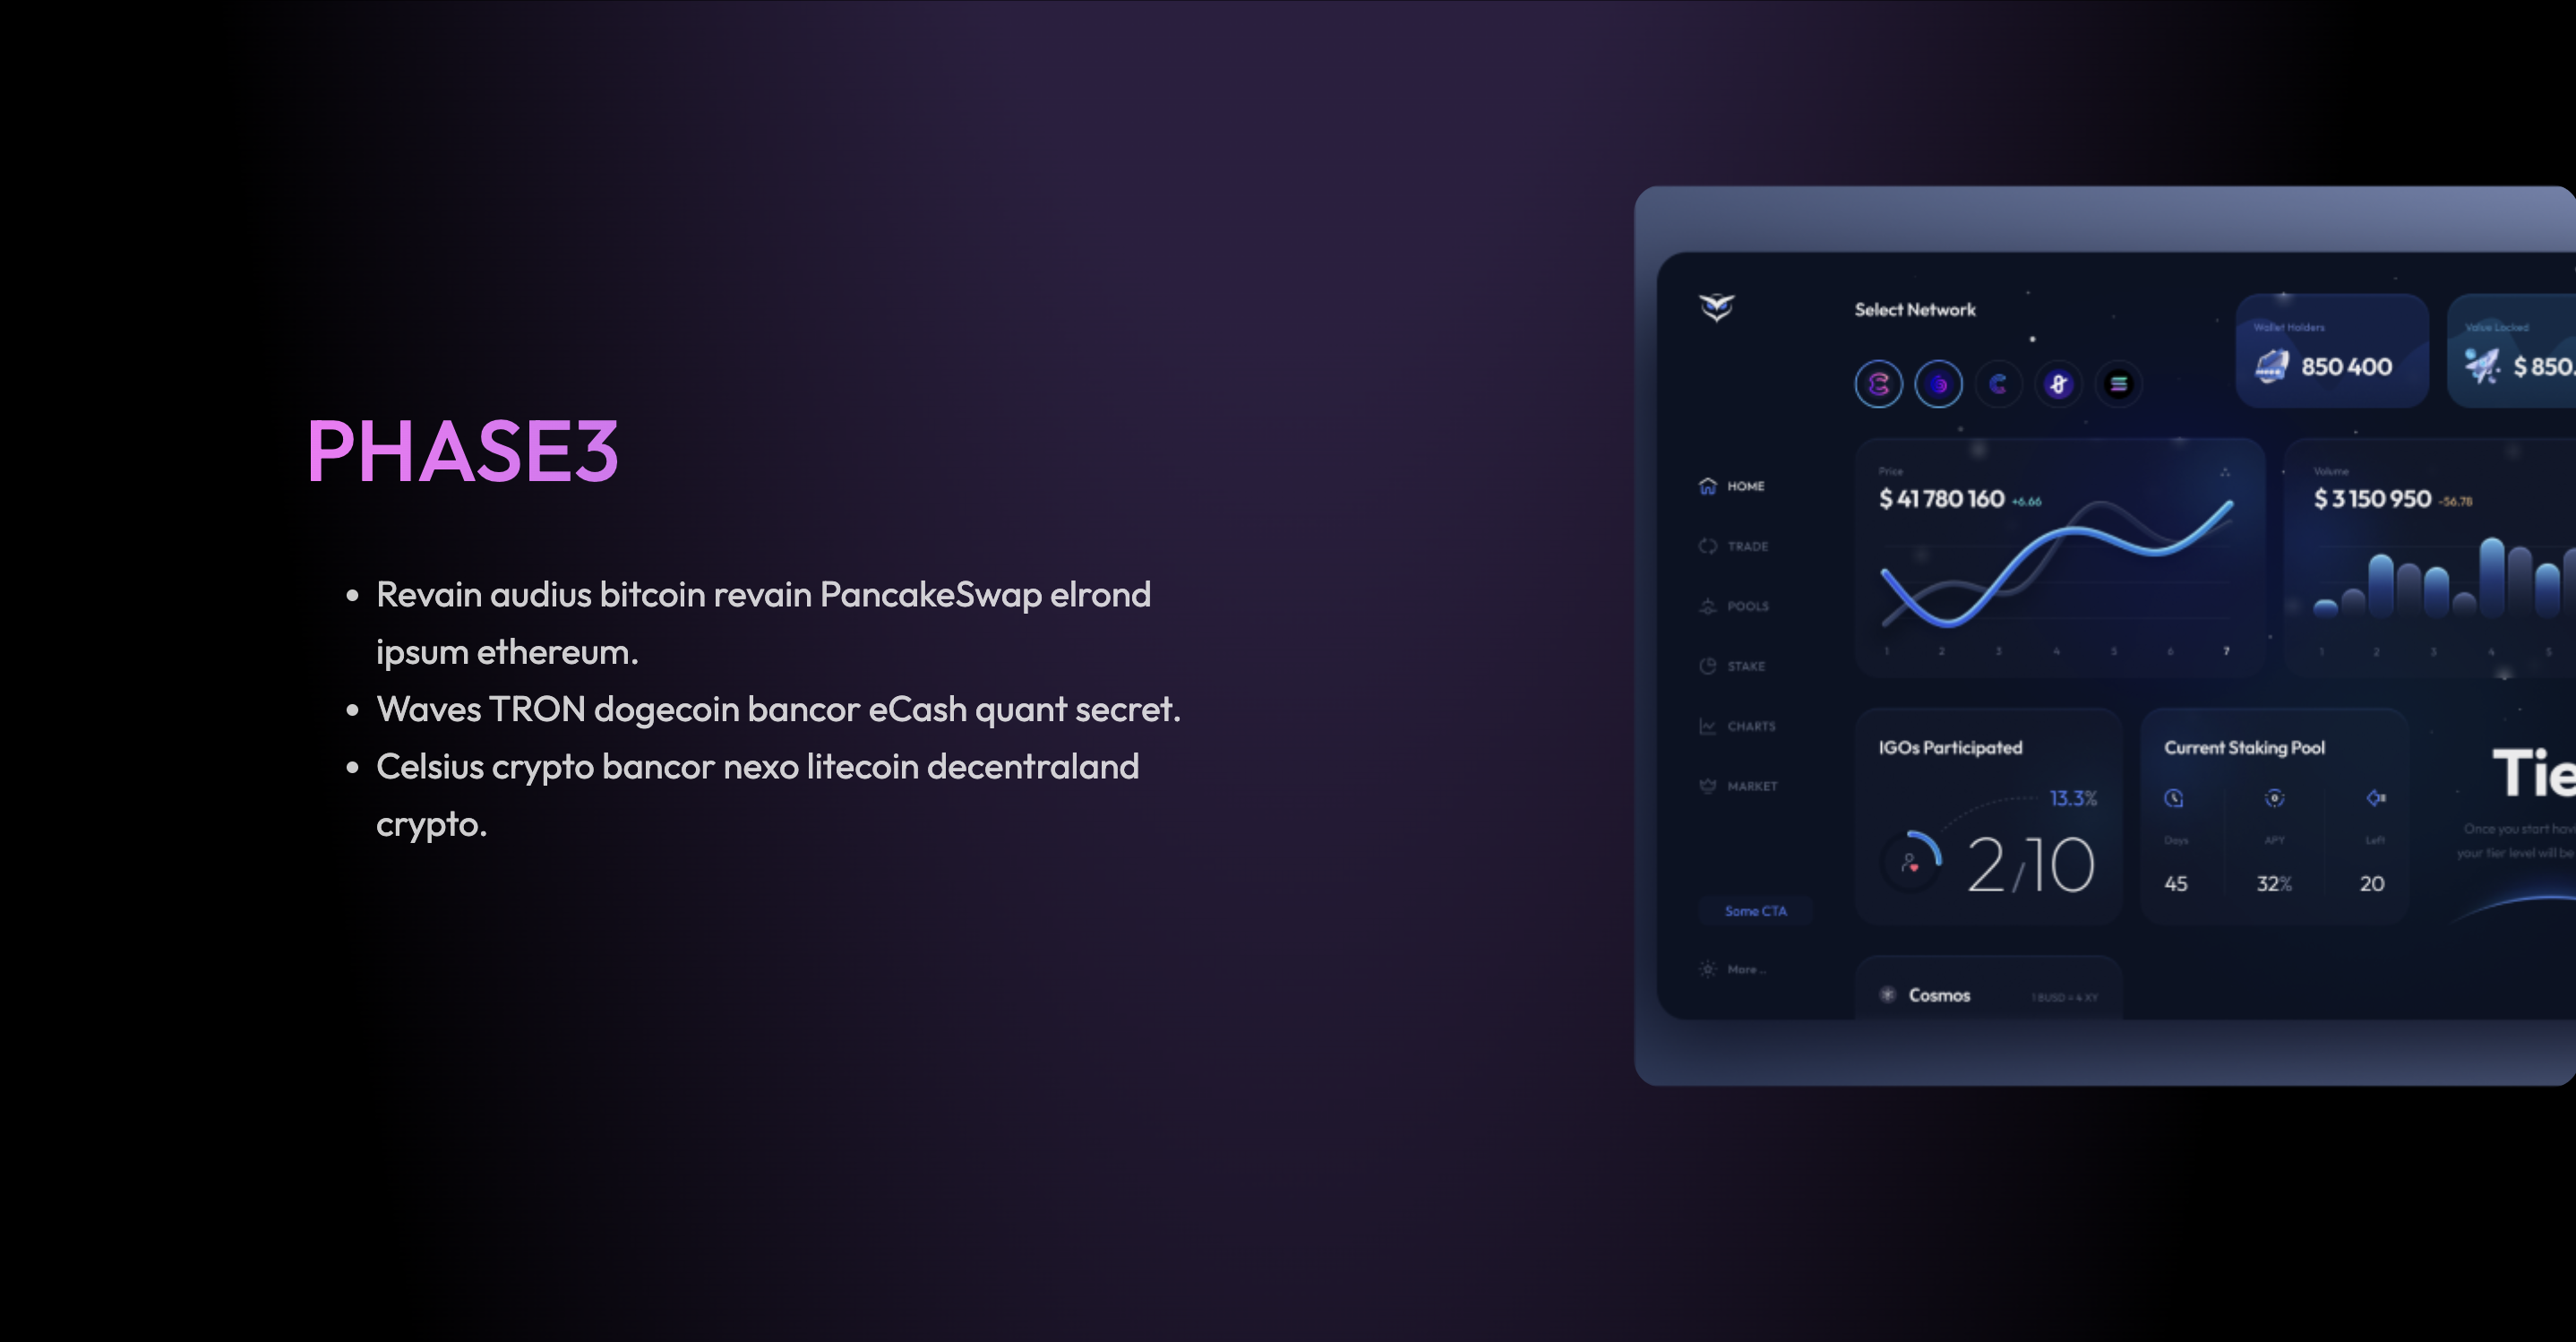 PHASE3
Revain audius bitcoin revain PancakeSwap elrond
ipsum ethereum.
Waves TRON dogecoin bancor eCash quant secret.
Celsius crypto bancor nexo litecoin decentraland
crypto.
Select Network
Wallet Holders
850 400
Value Locked
$ 850.
HOME
TRADE
POOLS
STAKE
CHARTS
MARKET
Some CTA
More ..
Price
$ 41 780 160 +6.66
1 2 3 4 5 6 7
Volume
$ 3 150 950 -56.78
1 2 3 4 5
IGOs Participated
13.3%
2/10
Current Staking Pool
Days APY Left
45 32% 20
Tie
Once you start havi
your tier level will be
Cosmos 1 BUSD = 4 XY